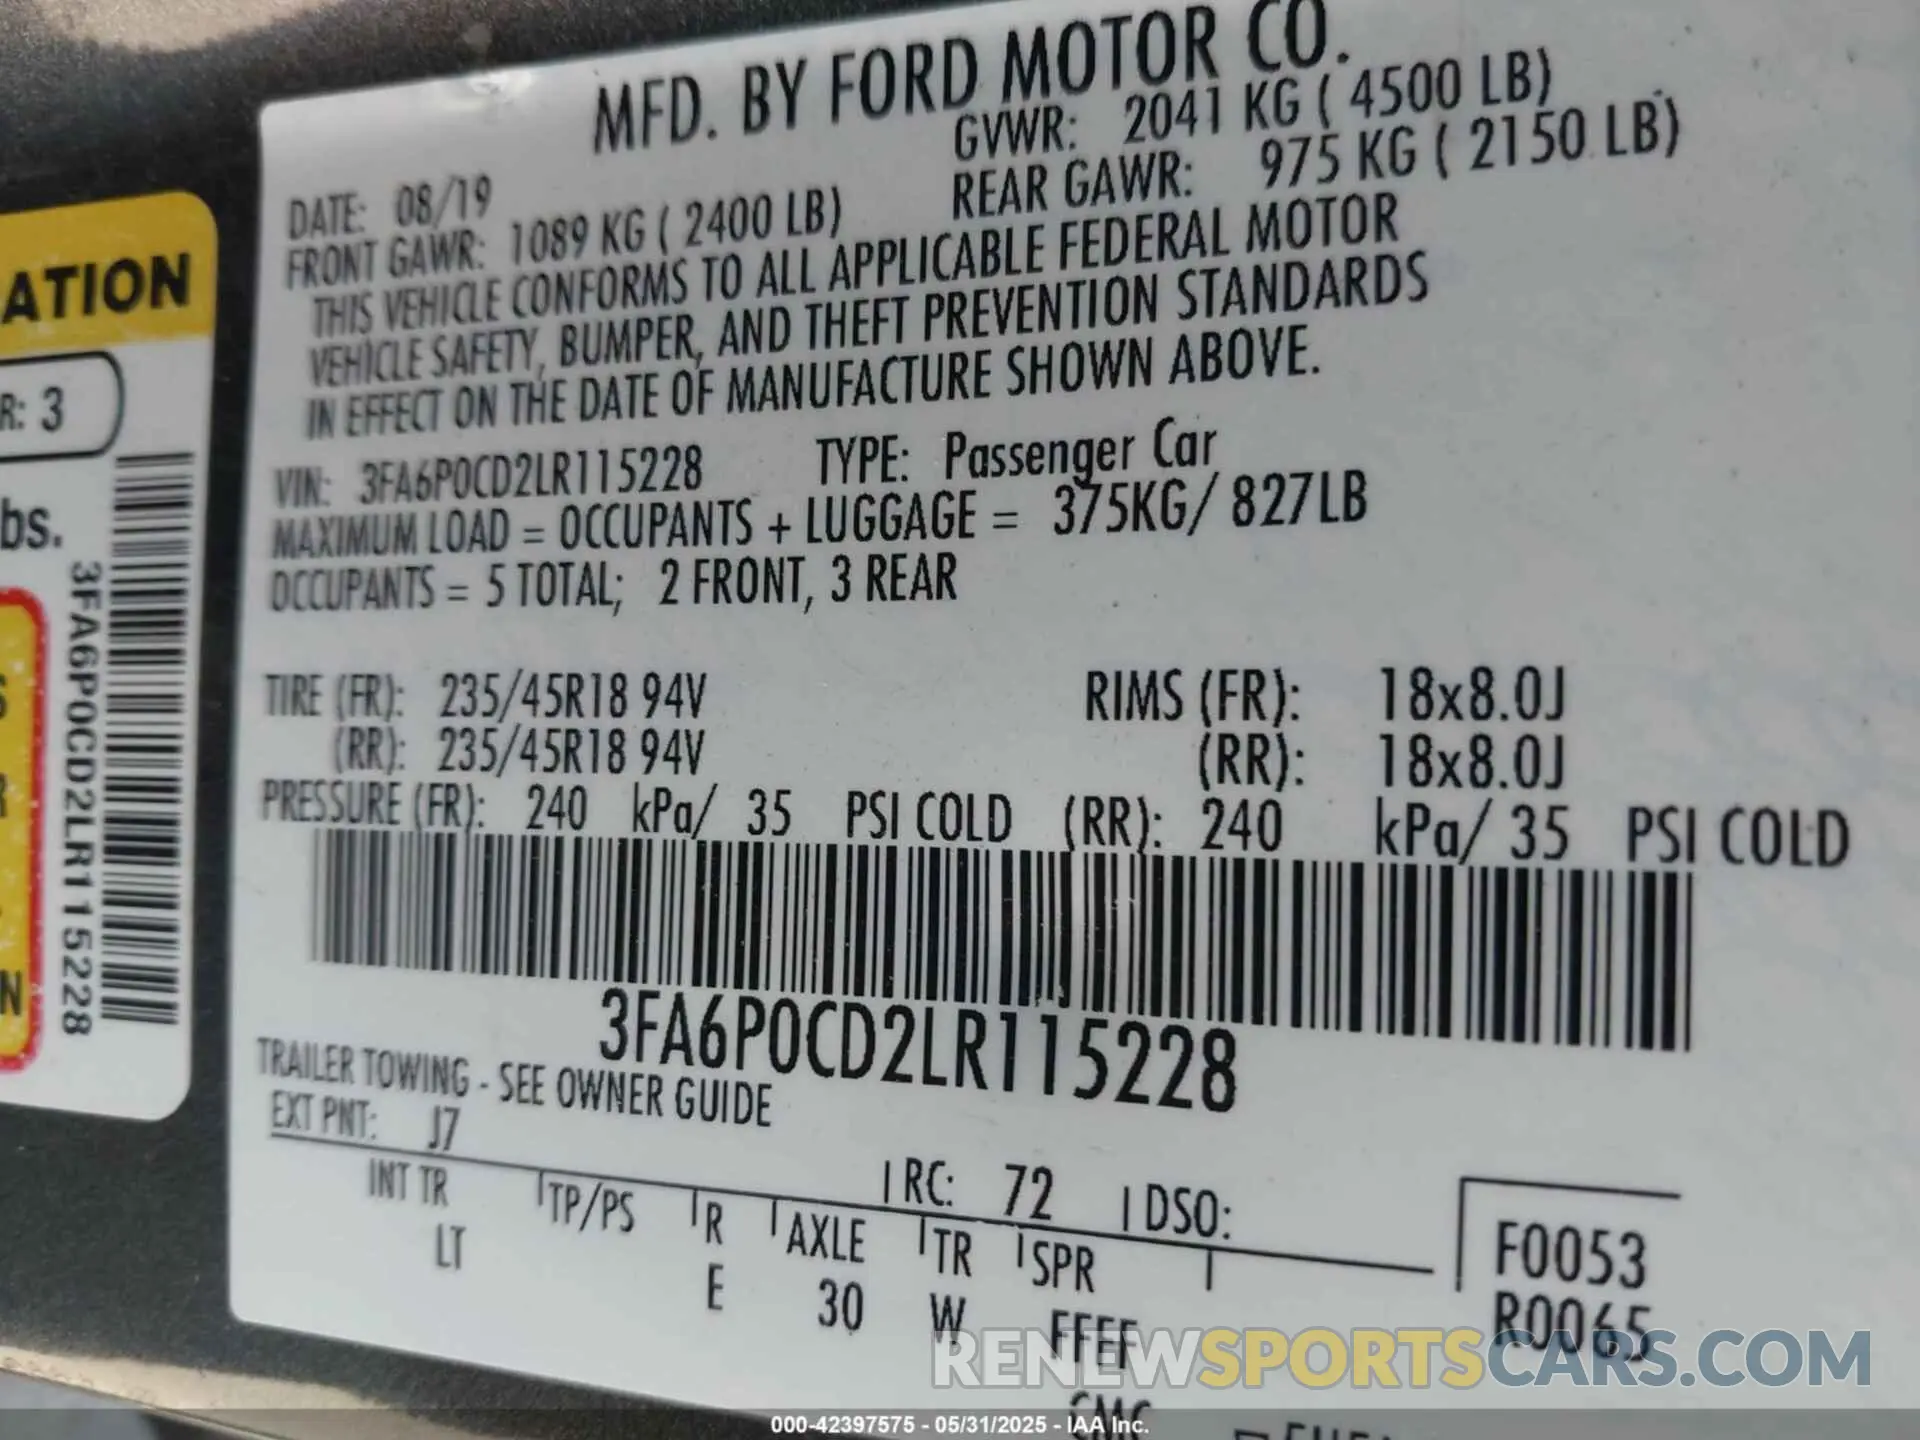 MFD. BY FORD MOTOR CO.
DATE: 08/19
GVWR: 2041 KG ( 4500 LB)
FRONT GAWR: 1089 KG ( 2400 LB)
REAR GAWR: 975 KG ( 2150 LB)
THIS VEHICLE CONFORMS TO ALL APPLICABLE FEDERAL MOTOR
VEHICLE SAFETY, BUMPER, AND THEFT PREVENTION STANDARDS
IN EFFECT ON THE DATE OF MANUFACTURE SHOWN ABOVE.
VIN: 3FA6P0CD2LR115228 TYPE: Passenger Car
MAXIMUM LOAD = OCCUPANTS + LUGGAGE = 375KG/ 827LB
OCCUPANTS = 5 TOTAL; 2 FRONT, 3 REAR
TIRE (FR): 235/45R18 94V RIMS (FR): 18x8.0J
(RR): 235/45R18 94V (RR): 18x8.0J
PRESSURE (FR): 240 kPa/ 35 PSI COLD (RR): 240 kPa/ 35 PSI COLD
3FA6P0CD2LR115228
TRAILER TOWING - SEE OWNER GUIDE
EXT PNT: J7 RC: 72 DSO:
INT TR TP/PS R AXLE TR SPR
LT E 30 W FFFF
F0053
R0065
ATION
R: 3
bs.
3FA6P0CD2LR115228
N
RENEWSPORTSCARS.COM
000-42397575 - 05/31/2025 - IAA Inc.